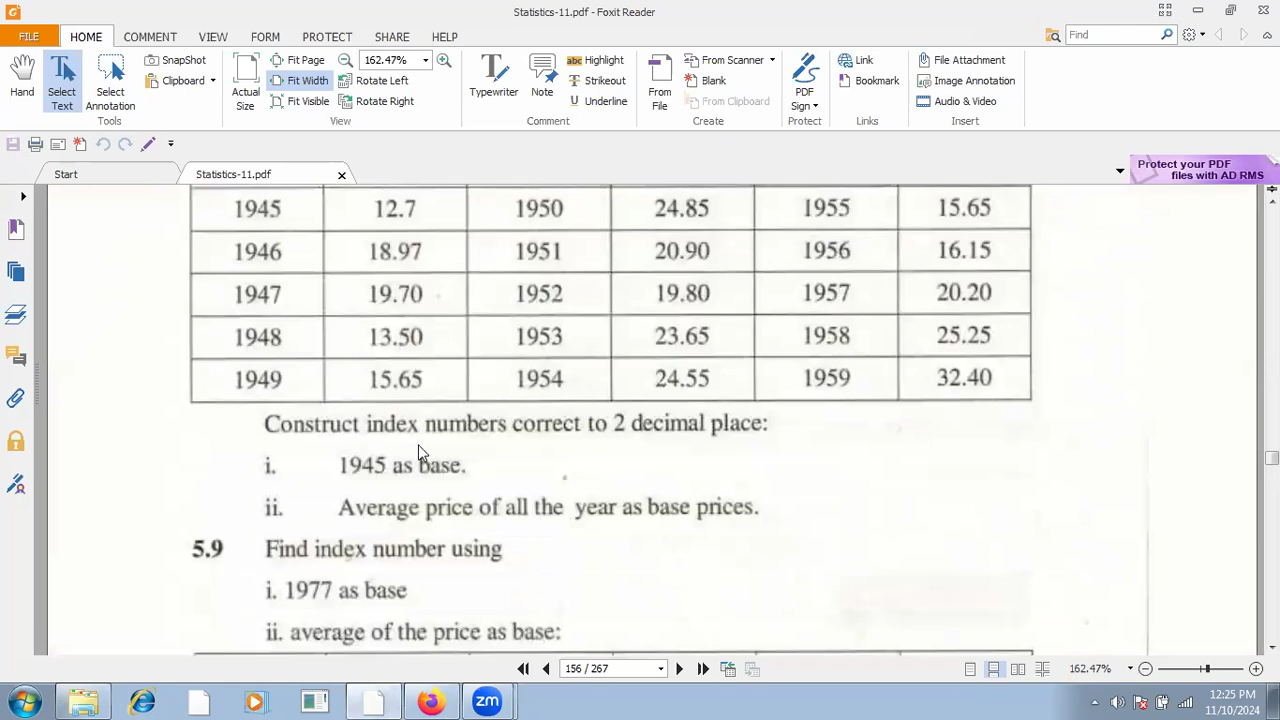 Statistics-11.pdf - Foxit Reader
FILE HOME COMMENT VIEW FORM PROTECT SHARE HELP
Find
Hand
Select Text
Select Annotation
SnapShot
Clipboard
Tools
Actual Size
Fit Page
Fit Width
Fit Visible
162.47%
Rotate Left
Rotate Right
View
Typewriter
Note
abc Highlight
Strikeout
Underline
Comment
From File
From Scanner
Blank
From Clipboard
Create
PDF Sign
Protect
Link
Bookmark
Links
File Attachment
Image Annotation
Audio & Video
Insert
Start
Statistics-11.pdf
Protect your PDF
files with AD RMS
1945 12.7 1950 24.85 1955 15.65
1946 18.97 1951 20.90 1956 16.15
1947 19.70 1952 19.80 1957 20.20
1948 13.50 1953 23.65 1958 25.25
1949 15.65 1954 24.55 1959 32.40
Construct index numbers correct to 2 decimal place:
i. 1945 as base.
ii. Average price of all the year as base prices.
5.9 Find index number using
i. 1977 as base
ii. average of the price as base:
156 / 267
162.47%
zm
12:25 PM
11/10/2024